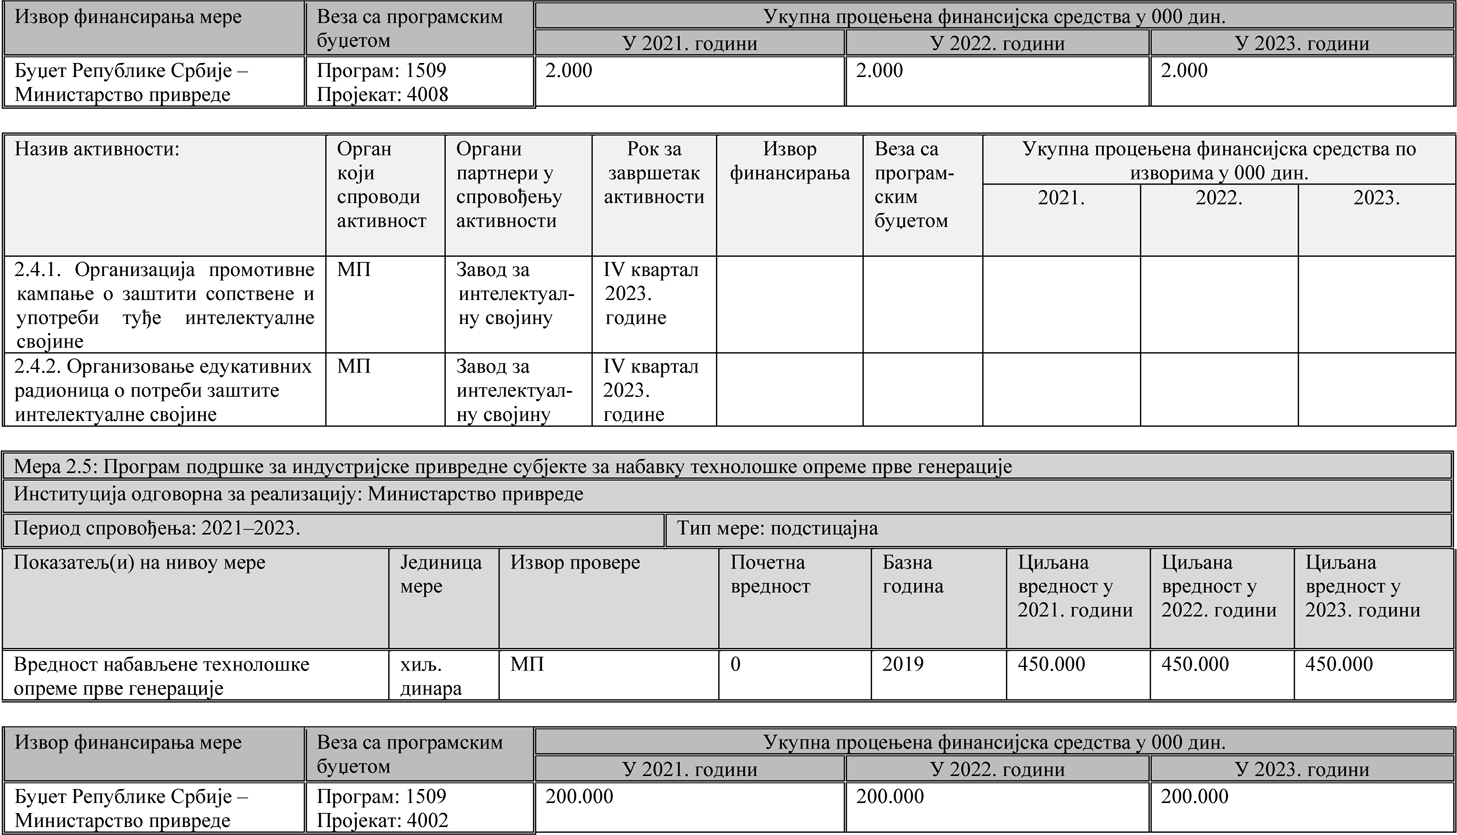 Извор финансирања мере
Веза са програмским
буџетом
Укупна процењена финансијска средства у 000 дин.
У 2021. години
У 2022. години
У 2023. години
Буџет Републике Србије –
Министарство привреде
Програм: 1509
Пројекат: 4008
2.000
2.000
2.000
Назив активности:
Орган
који
спроводи
активност
Органи
партнери у
спровођењу
активности
Рок за
завршетак
активности
Извор
финансирања
Веза са
програм-
ским
буџетом
Укупна процењена финансијска средства по
изворима у 000 дин.
2021.
2022.
2023.
2.4.1. Организација промотивне
кампање о заштити сопствене и
употреби туђе интелектуалне
својине
МП
Завод за
интелектуал-
ну својину
IV квартал
2023.
године
2.4.2. Организовање едукативних
радионица о потреби заштите
интелектуалне својине
МП
Завод за
интелектуал-
ну својину
IV квартал
2023.
године
Мера 2.5: Програм подршке за индустријске привредне субјекте за набавку технолошке опреме прве генерације
Институција одговорна за реализацију: Министарство привреде
Период спровођења: 2021–2023.
Тип мере: подстицајна
Показатељ(и) на нивоу мере
Јединица
мере
Извор провере
Почетна
вредност
Базна
година
Циљана
вредност у
2021. години
Циљана
вредност у
2022. години
Циљана
вредност у
2023. години
Вредност набављене технолошке
опреме прве генерације
хиљ.
динара
МП
0
2019
450.000
450.000
450.000
Извор финансирања мере
Веза са програмским
буџетом
Укупна процењена финансијска средства у 000 дин.
У 2021. години
У 2022. години
У 2023. години
Буџет Републике Србије –
Министарство привреде
Програм: 1509
Пројекат: 4002
200.000
200.000
200.000